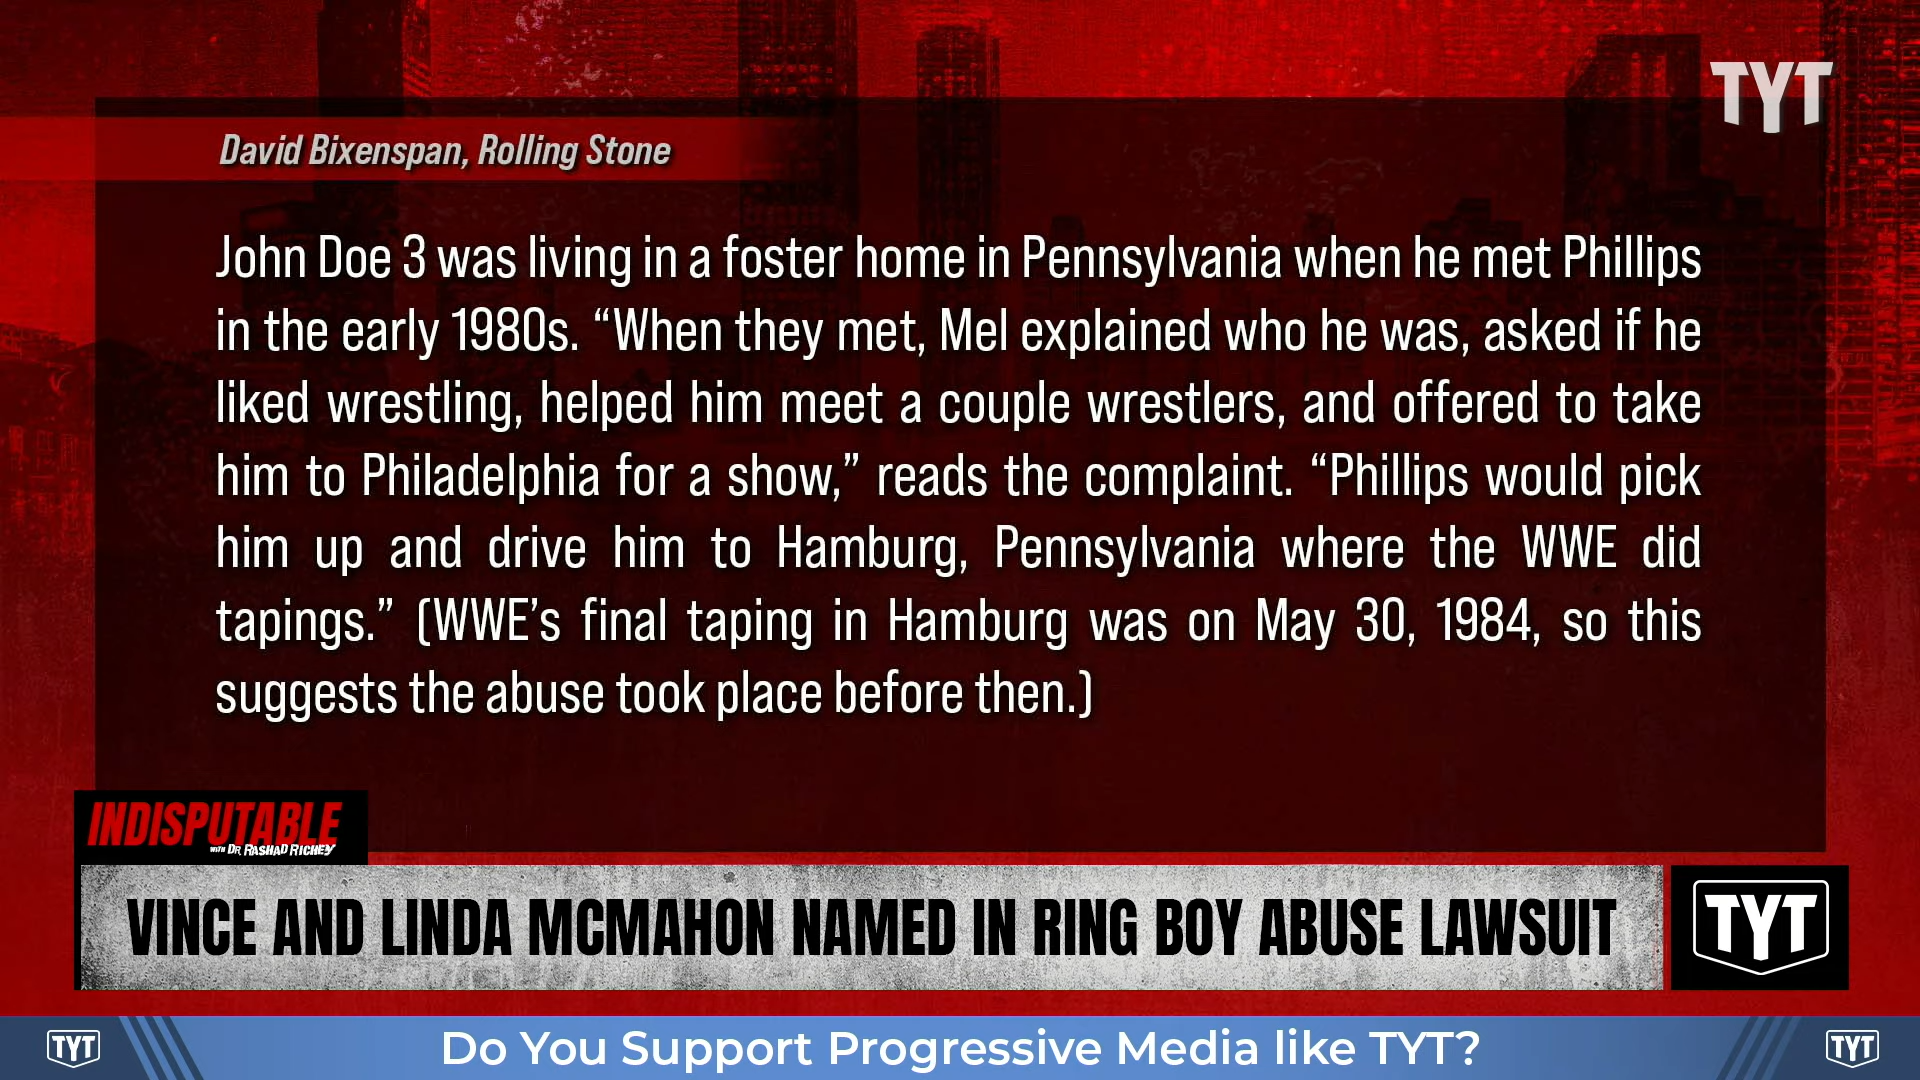 TYT
David Bixenspan, Rolling Stone
John Doe 3 was living in a foster home in Pennsylvania when he met Phillips
in the early 1980s. “When they met, Mel explained who he was, asked if he
liked wrestling, helped him meet a couple wrestlers, and offered to take
him to Philadelphia for a show,” reads the complaint. “Phillips would pick
him up and drive him to Hamburg, Pennsylvania where the WWE did
tapings.” (WWE’s final taping in Hamburg was on May 30, 1984, so this
suggests the abuse took place before then.)
INDISPUTABLE
WITH DR RASHAD RICHEY
VINCE AND LINDA MCMAHON NAMED IN RING BOY ABUSE LAWSUIT
TYT
TYT
Do You Support Progressive Media like TYT?
TYT